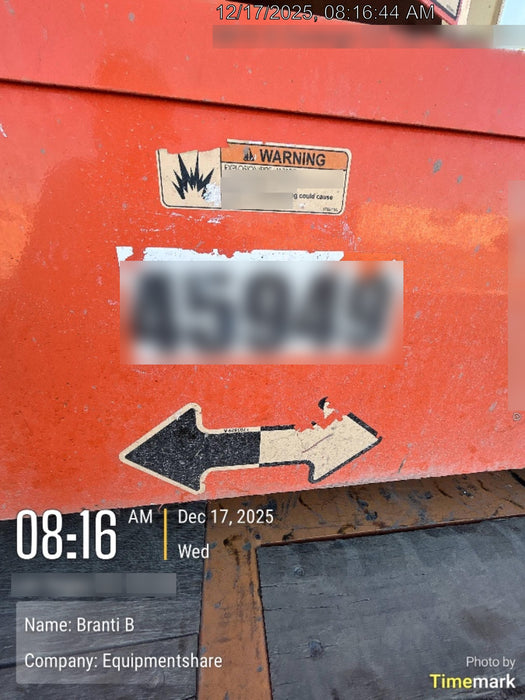 12/17/2025, 08:16:44 AM
WARNING
g could cause
45949
08:16 AM
Dec 17, 2025
Wed
Name: Branti B
Company: Equipmentshare
Photo by
Timemark